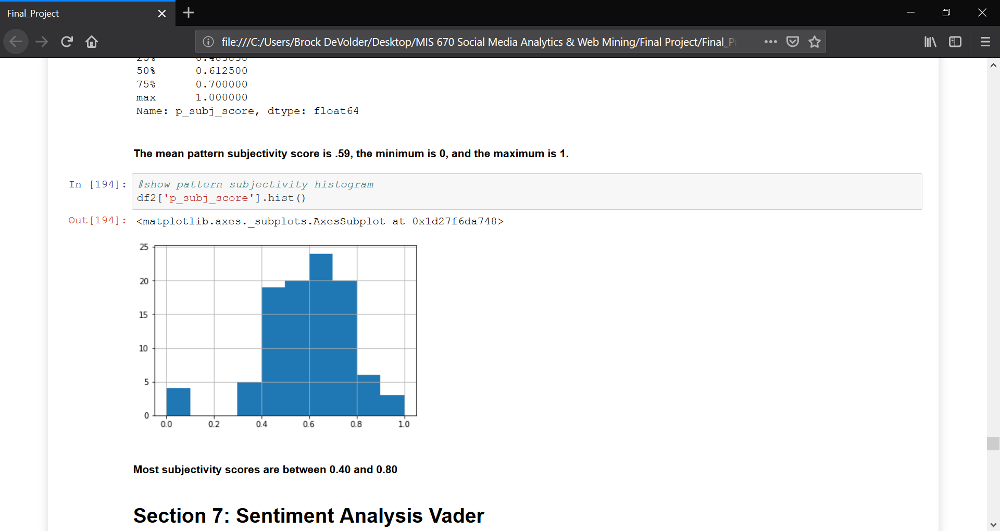 Final_Project
file:///C:/Users/Brock DeVolder/Desktop/MIS 670 Social Media Analytics & Web Mining/Final Project/Final_P
25% 0.465656
50% 0.612500
75% 0.700000
max 1.000000
Name: p_subj_score, dtype: float64
The mean pattern subjectivity score is .59, the minimum is 0, and the maximum is 1.
In [194]: #show pattern subjectivity histogram
df2['p_subj_score'].hist()
Out[194]: <matplotlib.axes._subplots.AxesSubplot at 0x1d27f6da748>
25
20
15
10
5
0
0.0 0.2 0.4 0.6 0.8 1.0
Most subjectivity scores are between 0.40 and 0.80
Section 7: Sentiment Analysis Vader